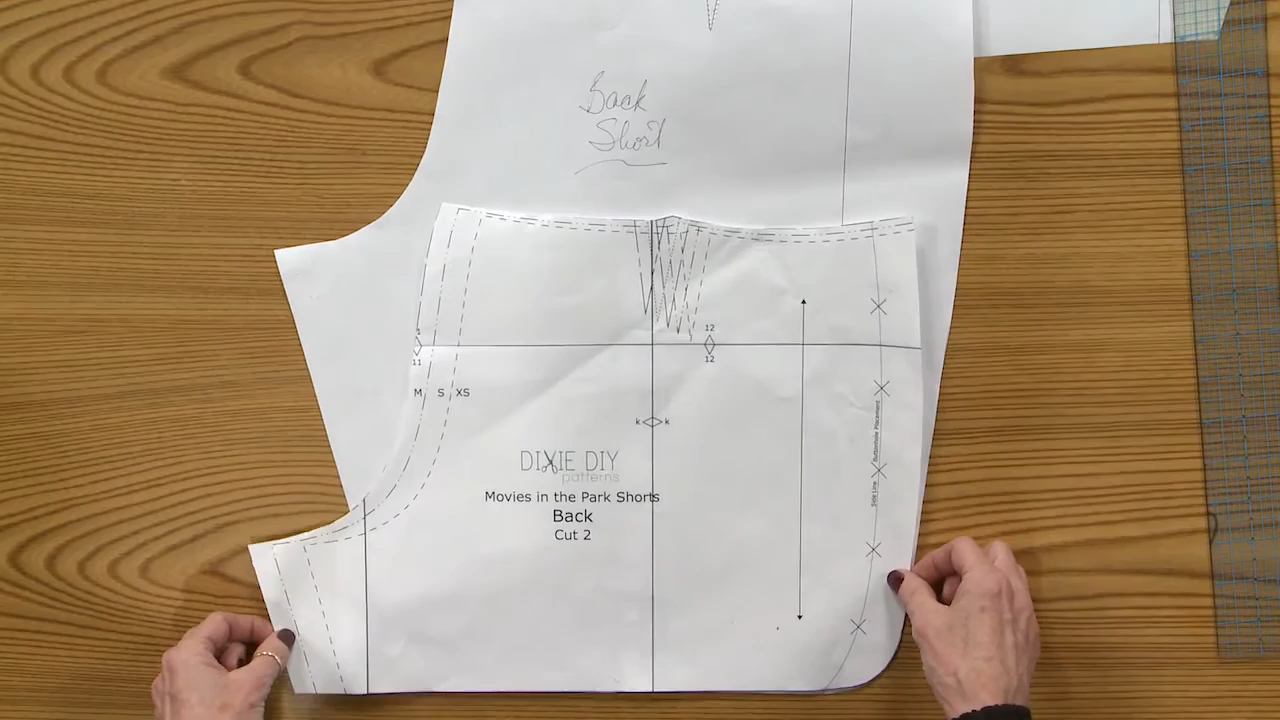 Back
Short
1
11
12
12
M S XS
k k
DIXIE DIY
patterns
Movies in the Park Shorts
Back
Cut 2
Side Line Buttonhole Placement